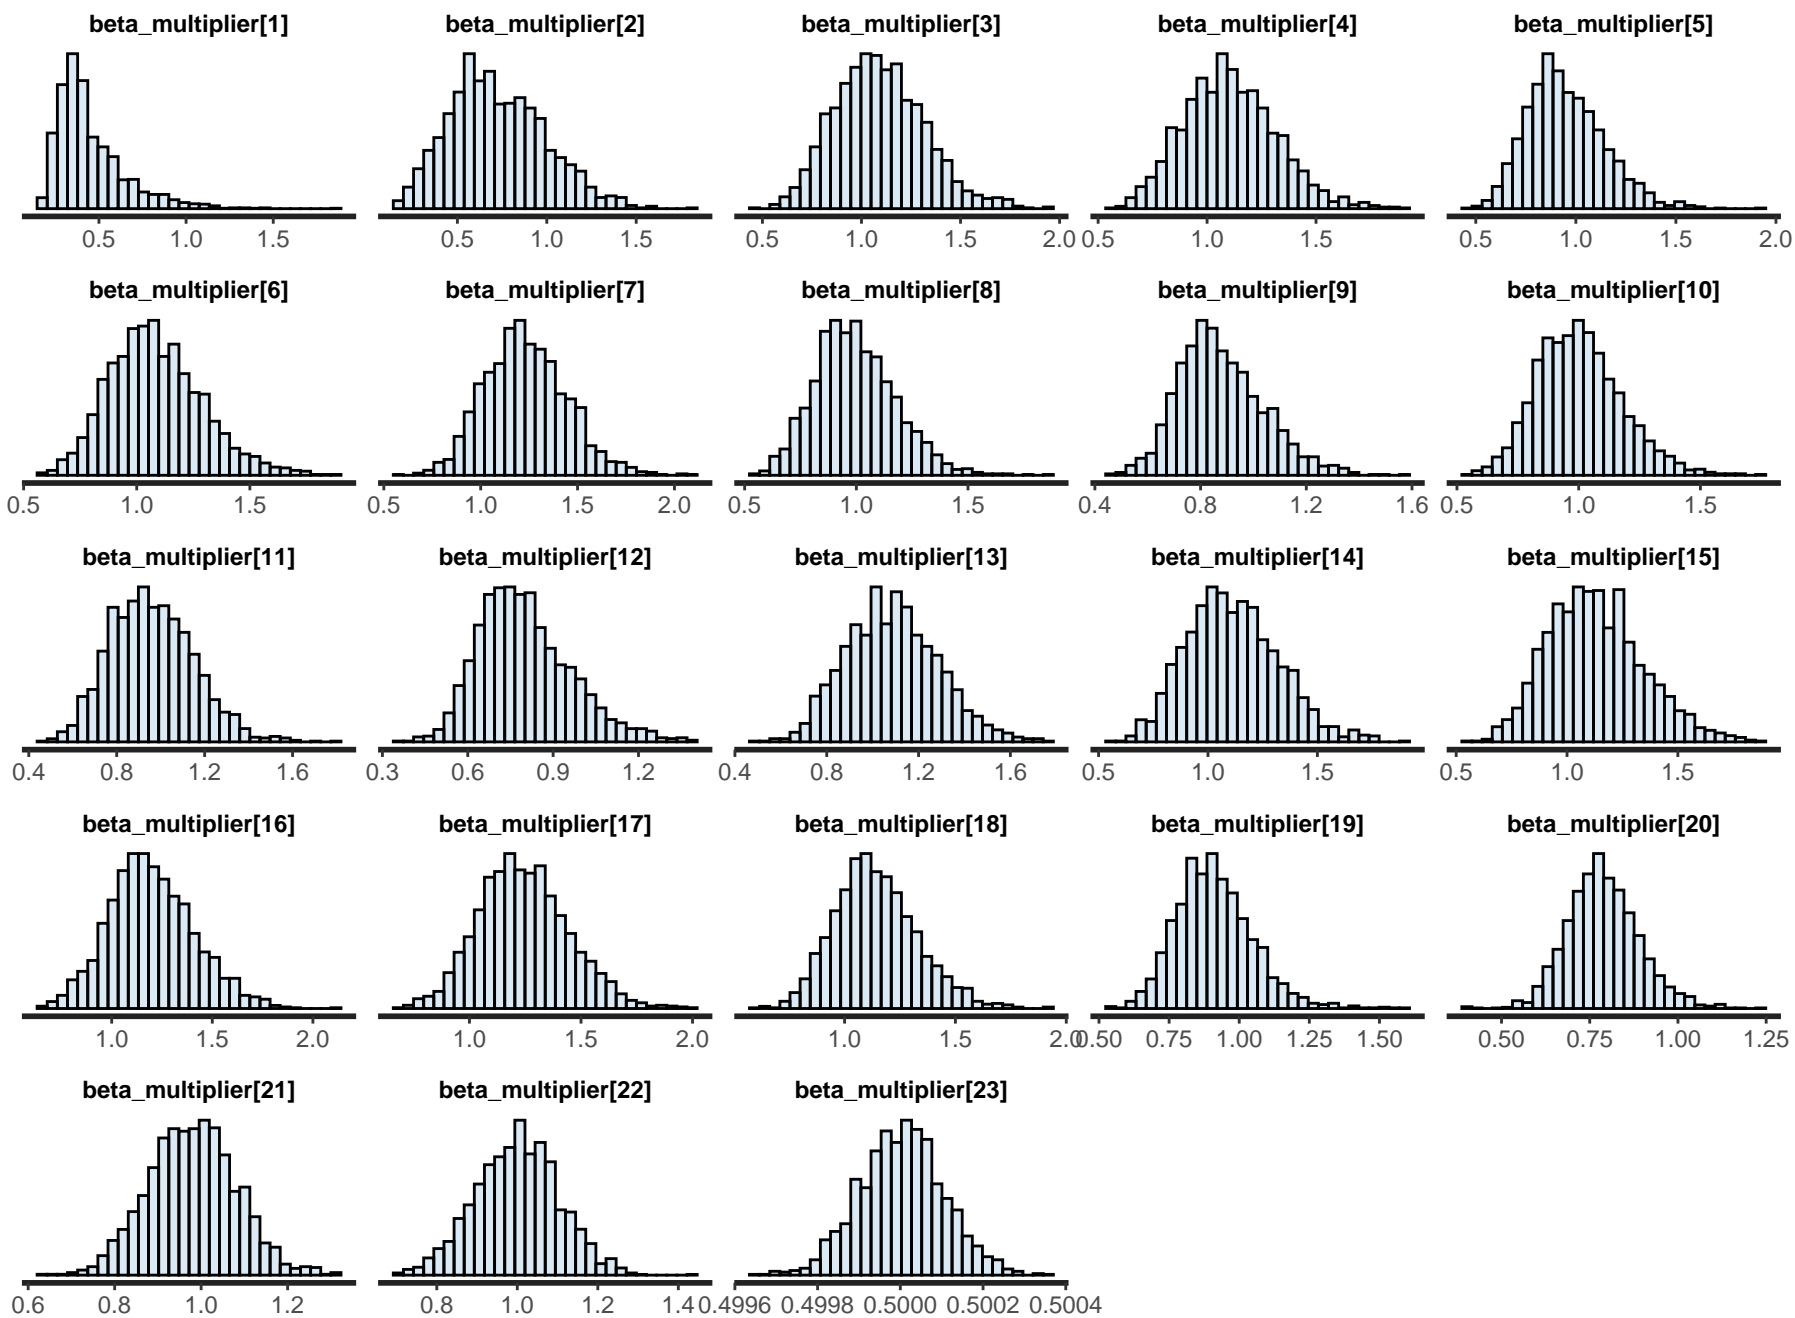 beta_multiplier[1] beta_multiplier[2] beta_multiplier[3] beta_multiplier[4] beta_multiplier[5]
0.5 1.0 1.5 0.5 1.0 1.5 0.5 1.0 1.5 2.0 0.5 1.0 1.5 0.5 1.0 1.5 2.0
beta_multiplier[6] beta_multiplier[7] beta_multiplier[8] beta_multiplier[9] beta_multiplier[10]
0.5 1.0 1.5 0.5 1.0 1.5 2.0 0.5 1.0 1.5 0.4 0.8 1.2 1.6 0.5 1.0 1.5
beta_multiplier[11] beta_multiplier[12] beta_multiplier[13] beta_multiplier[14] beta_multiplier[15]
0.4 0.8 1.2 1.6 0.3 0.6 0.9 1.2 0.4 0.8 1.2 1.6 0.5 1.0 1.5 0.5 1.0 1.5
beta_multiplier[16] beta_multiplier[17] beta_multiplier[18] beta_multiplier[19] beta_multiplier[20]
1.0 1.5 2.0 1.0 1.5 2.0 1.0 1.5 2.0 0.50 0.75 1.00 1.25 1.50 0.50 0.75 1.00 1.25
beta_multiplier[21] beta_multiplier[22] beta_multiplier[23]
0.6 0.8 1.0 1.2 0.8 1.0 1.2 1.4 0.4996 0.4998 0.5000 0.5002 0.5004